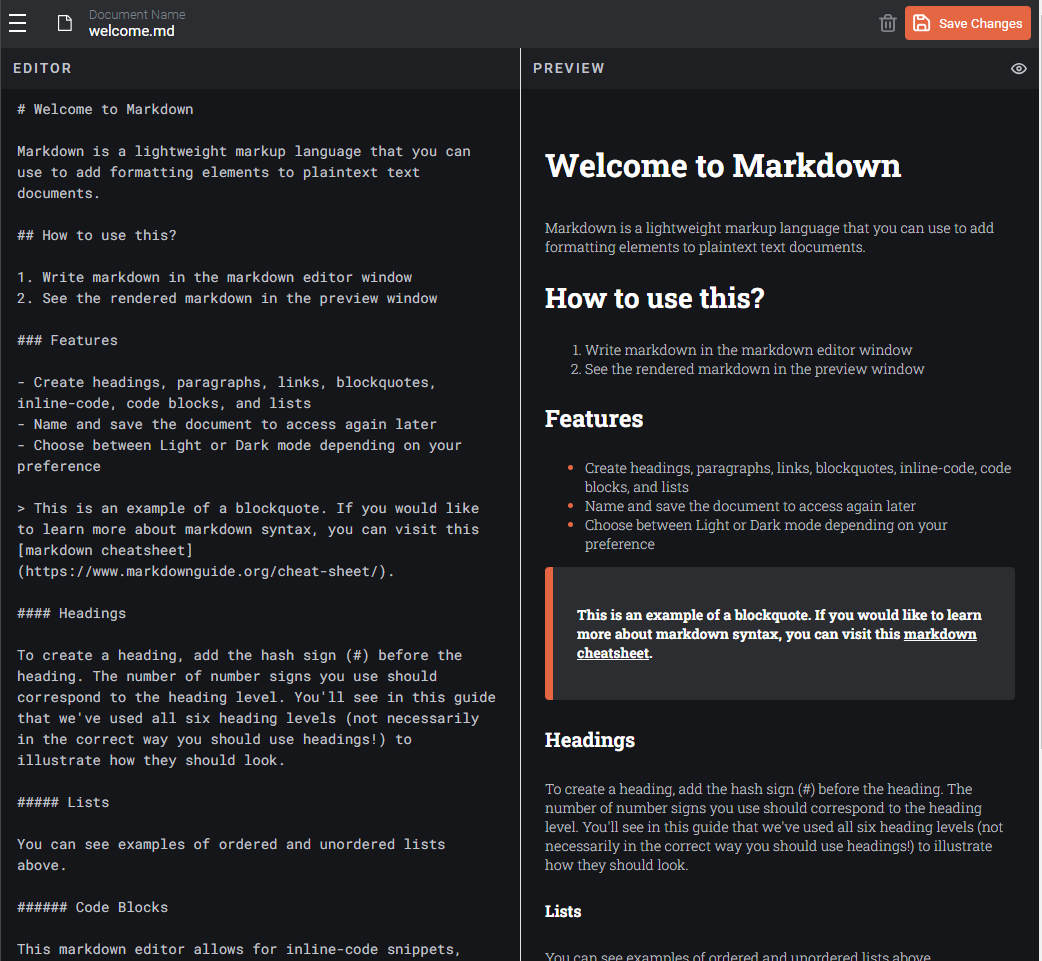 Document Name
welcome.md
Save Changes
EDITOR
# Welcome to Markdown
Markdown is a lightweight markup language that you can
use to add formatting elements to plaintext text
documents.
## How to use this?
1. Write markdown in the markdown editor window
2. See the rendered markdown in the preview window
### Features
- Create headings, paragraphs, links, blockquotes,
inline-code, code blocks, and lists
- Name and save the document to access again later
- Choose between Light or Dark mode depending on your
preference
> This is an example of a blockquote. If you would like
to learn more about markdown syntax, you can visit this
[markdown cheatsheet]
(https://www.markdownguide.org/cheat-sheet/).
#### Headings
To create a heading, add the hash sign (#) before the
heading. The number of number signs you use should
correspond to the heading level. You'll see in this guide
that we've used all six heading levels (not necessarily
in the correct way you should use headings!) to
illustrate how they should look.
##### Lists
You can see examples of ordered and unordered lists
above.
###### Code Blocks
This markdown editor allows for inline-code snippets,
PREVIEW
Welcome to Markdown
Markdown is a lightweight markup language that you can use to add
formatting elements to plaintext text documents.
How to use this?
1. Write markdown in the markdown editor window
2. See the rendered markdown in the preview window
Features
• Create headings, paragraphs, links, blockquotes, inline-code, code
blocks, and lists
• Name and save the document to access again later
• Choose between Light or Dark mode depending on your
preference
This is an example of a blockquote. If you would like to learn
more about markdown syntax, you can visit this markdown
cheatsheet.
Headings
To create a heading, add the hash sign (#) before the heading. The
number of number signs you use should correspond to the heading
level. You'll see in this guide that we've used all six heading levels (not
necessarily in the correct way you should use headings!) to illustrate
how they should look.
Lists
You can see examples of ordered and unordered lists above.